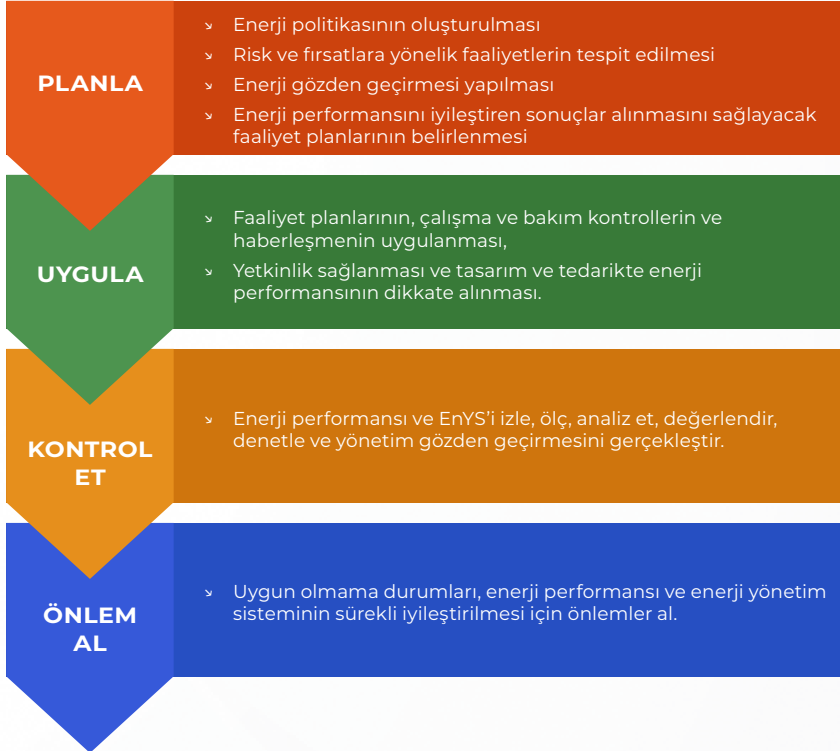 PLANLA
Enerji politikasının oluşturulması
Risk ve fırsatlara yönelik faaliyetlerin tespit edilmesi
Enerji gözden geçirmesi yapılması
Enerji performansını iyileştiren sonuçlar alınmasını sağlayacak
faaliyet planlarının belirlenmesi
UYGULA
Faaliyet planlarının, çalışma ve bakım kontrollerin ve
haberleşmenin uygulanması,
Yetkinlik sağlanması ve tasarım ve tedarikte enerji
performansının dikkate alınması.
KONTROL
ET
Enerji performansı ve EnYS’i izle, ölç, analiz et, değerlendir,
denetle ve yönetim gözden geçirmesini gerçekleştir.
ÖNLEM
AL
Uygun olmama durumları, enerji performansı ve enerji yönetim
sisteminin sürekli iyileştirilmesi için önlemler al.